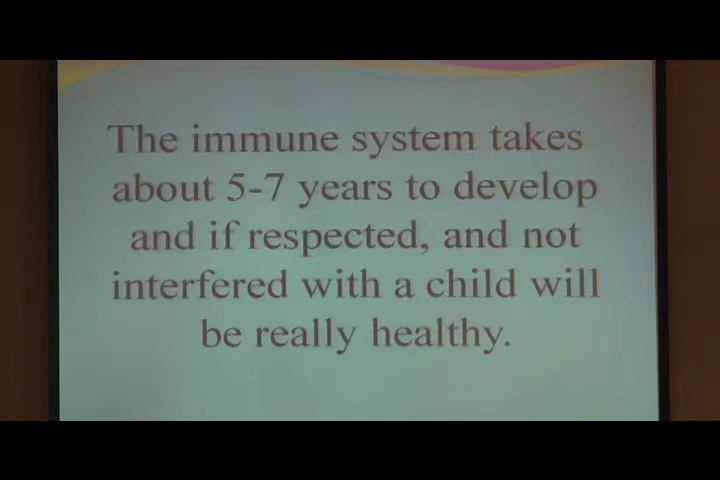 The immune system takes
about 5-7 years to develop
and if respected, and not
interfered with a child will
be really healthy.